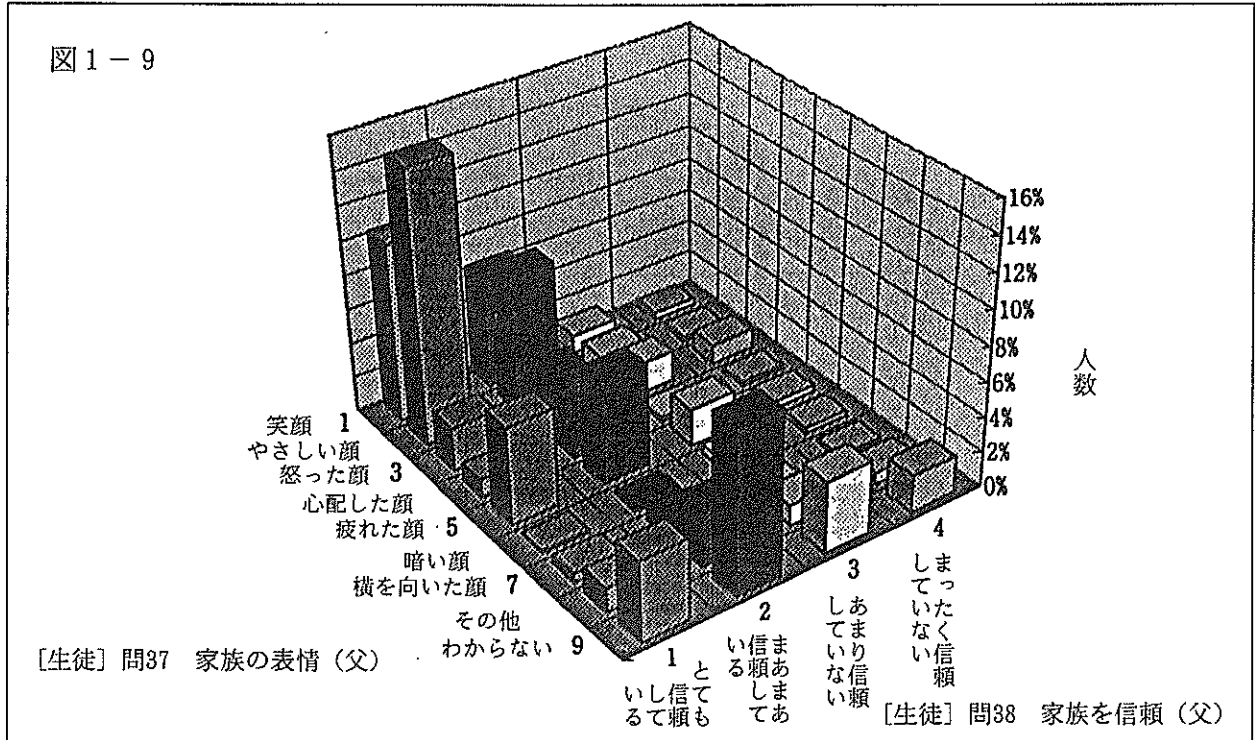 図1－9
16%
14%
12%
10%
8%
6%
4%
2%
0%
人数
笑顔 1
やさしい顔
怒った顔 3
心配した顔
疲れた顔 5
暗い顔
横を向いた顔 7
その他
わからない 9
1
とても信頼している
2
まあまあ信頼している
3
あまり信頼していない
4
まったく信頼していない
[生徒] 問37 家族の表情（父）
[生徒] 問38 家族を信頼（父）